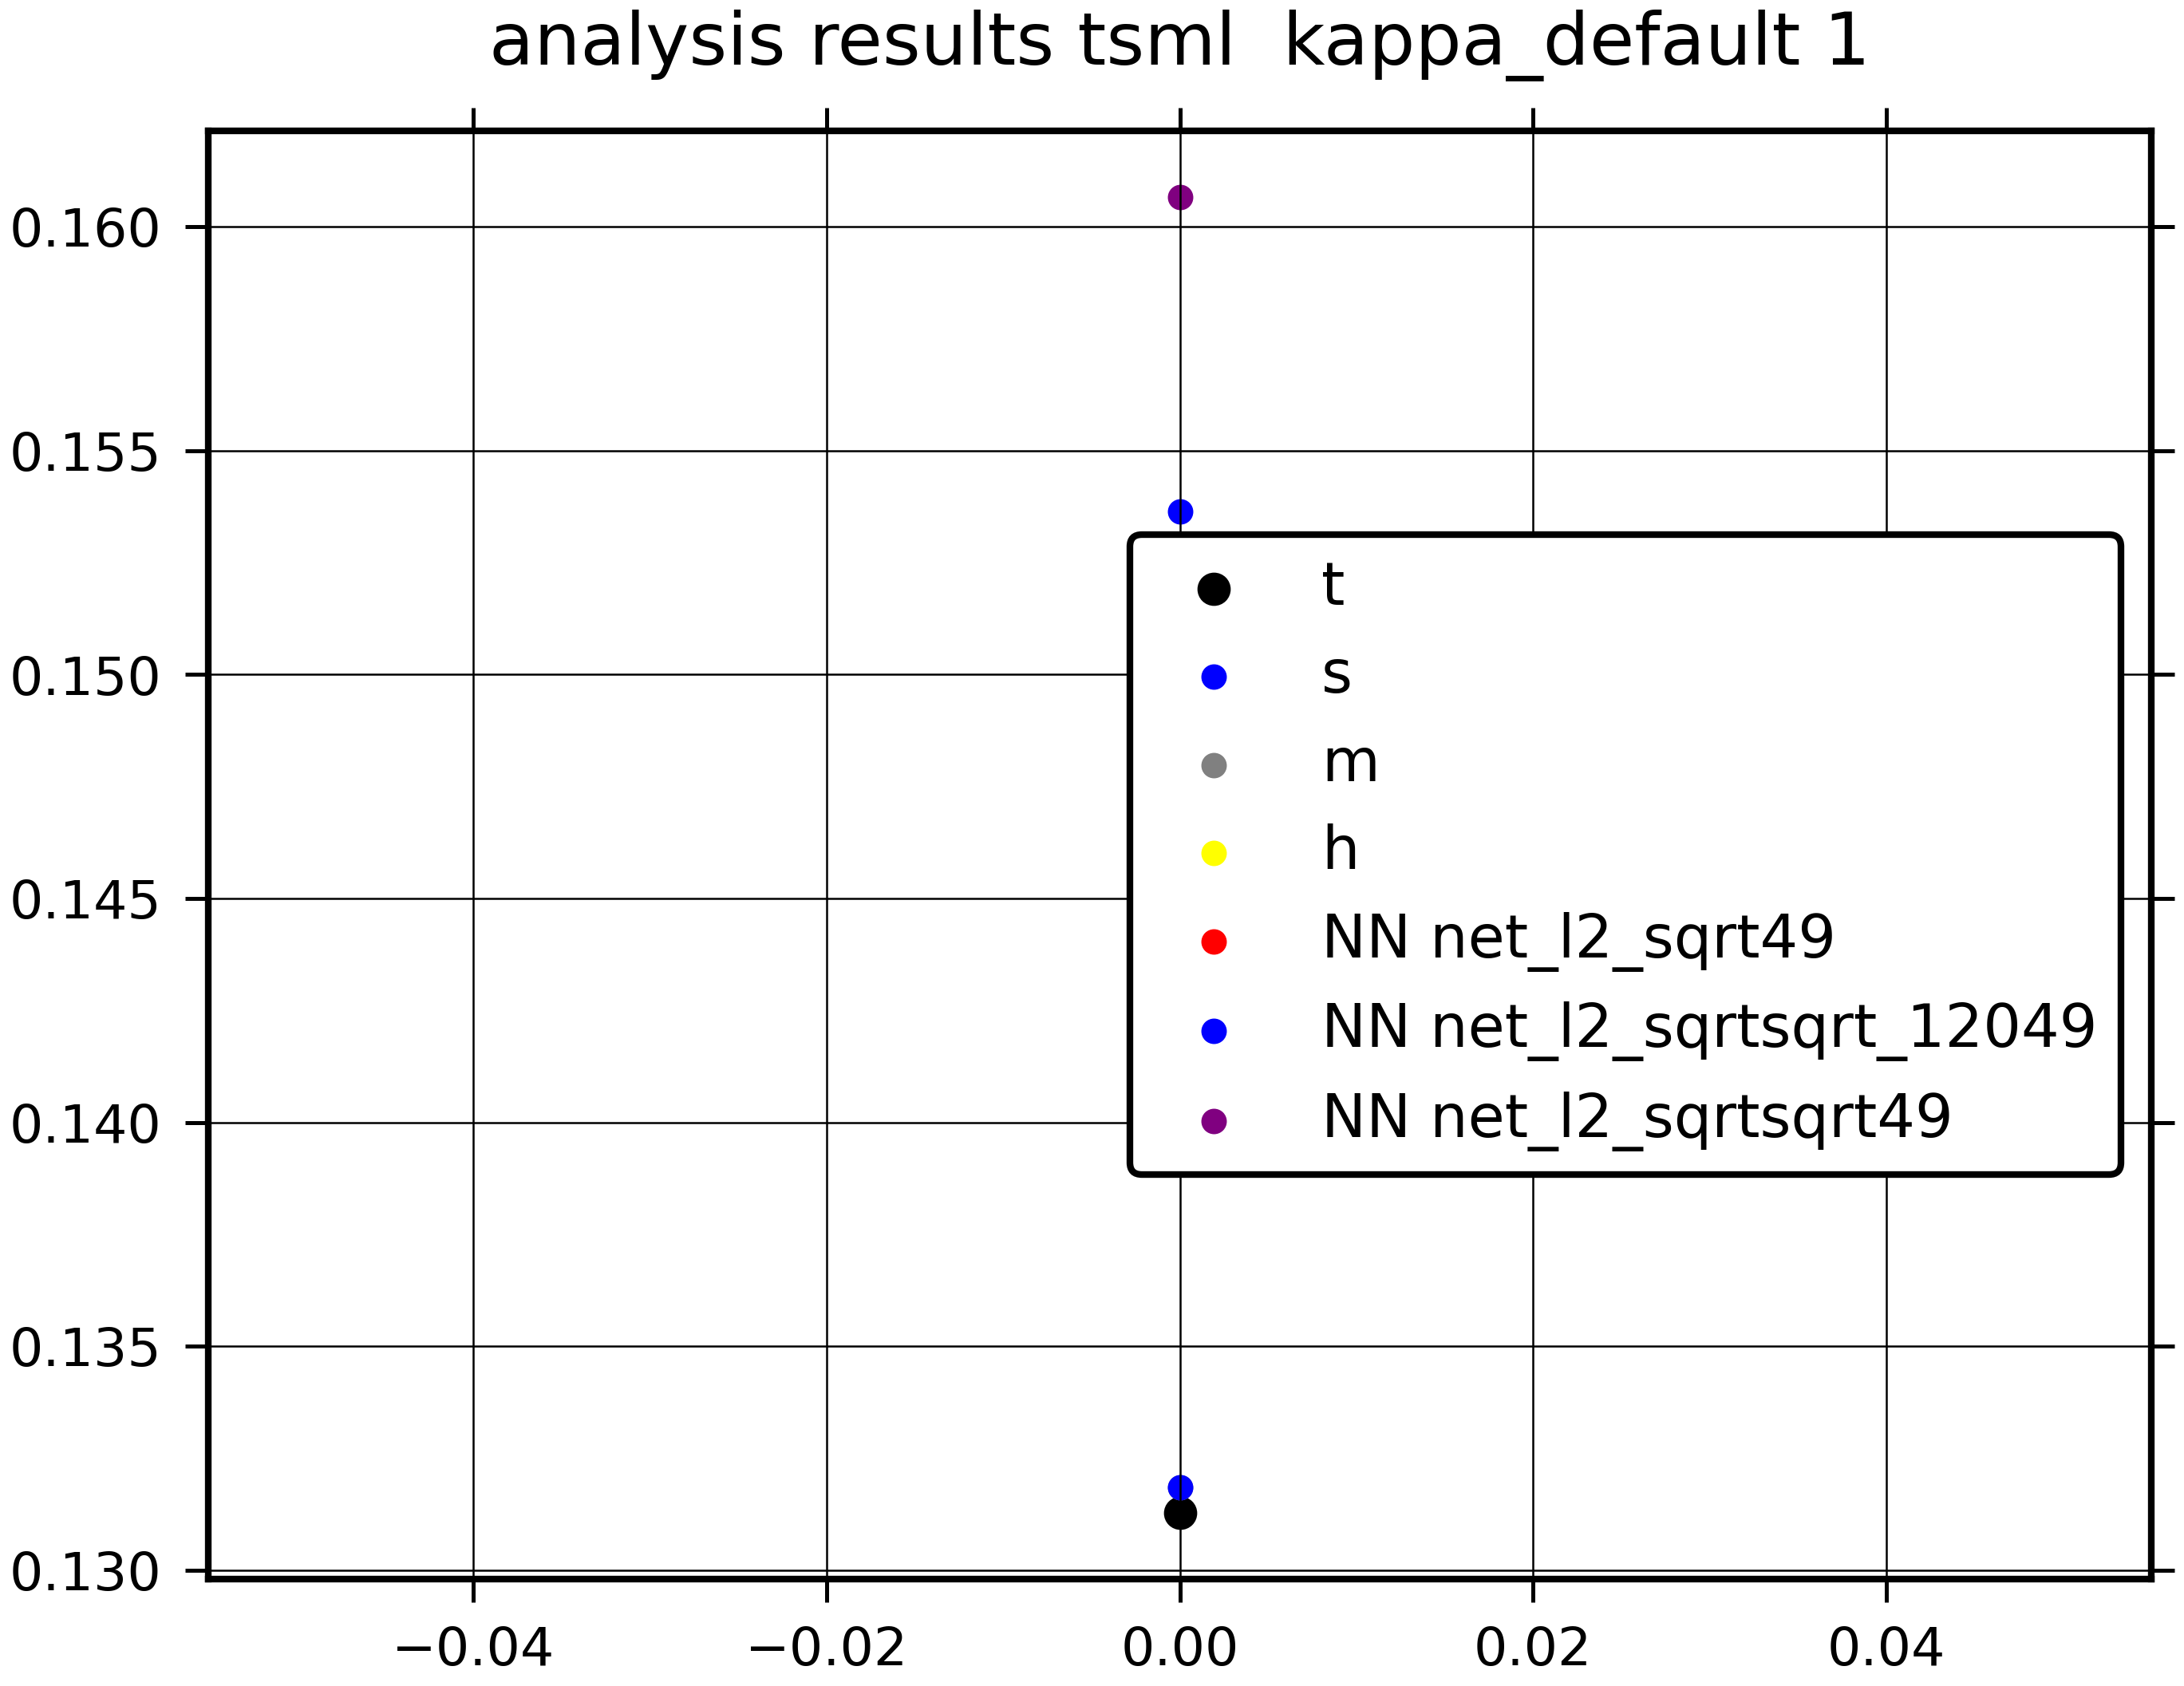 analysis results tsml  kappa_default 1
0.160
0.155
0.150
0.145
0.140
0.135
0.130
t
s
m
h
NN net_l2_sqrt49
NN net_l2_sqrtsqrt_12049
NN net_l2_sqrtsqrt49
−0.04 −0.02 0.00 0.02 0.04